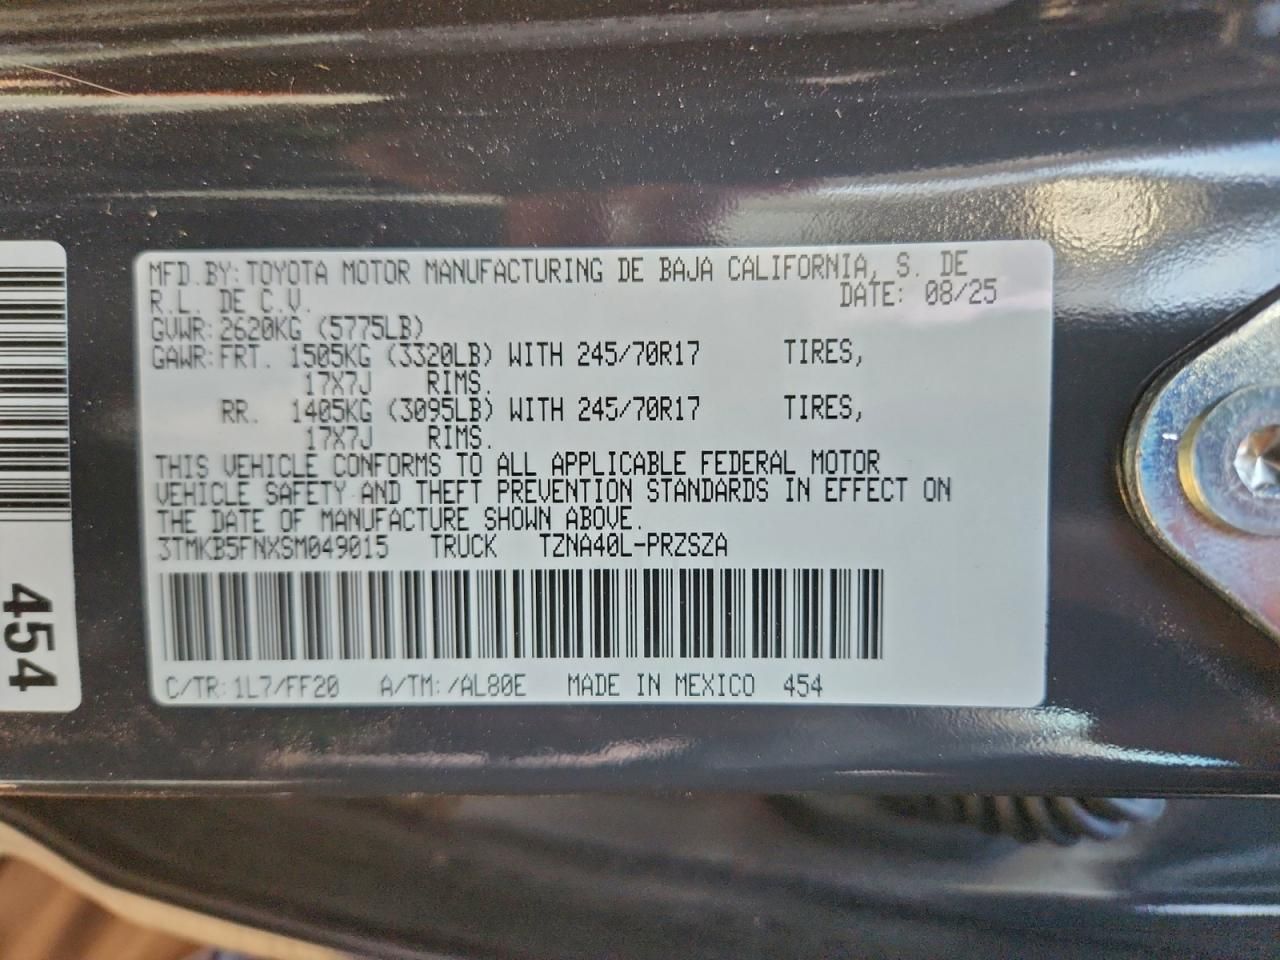 MFD. BY: TOYOTA MOTOR MANUFACTURING DE BAJA CALIFORNIA, S. DE
R.L. DE C.V. DATE: 08/25
GVWR: 2620KG (5775LB)
GAWR: FRT. 1505KG (3320LB) WITH 245/70R17 TIRES,
17X7J RIMS.
RR. 1405KG (3095LB) WITH 245/70R17 TIRES,
17X7J RIMS.
THIS VEHICLE CONFORMS TO ALL APPLICABLE FEDERAL MOTOR
VEHICLE SAFETY AND THEFT PREVENTION STANDARDS IN EFFECT ON
THE DATE OF MANUFACTURE SHOWN ABOVE.
3TMKB5FNXSM049015 TRUCK TZNA40L-PRZSZA
C/TR: 1L7/FF20 A/TM: /AL80E MADE IN MEXICO 454
454